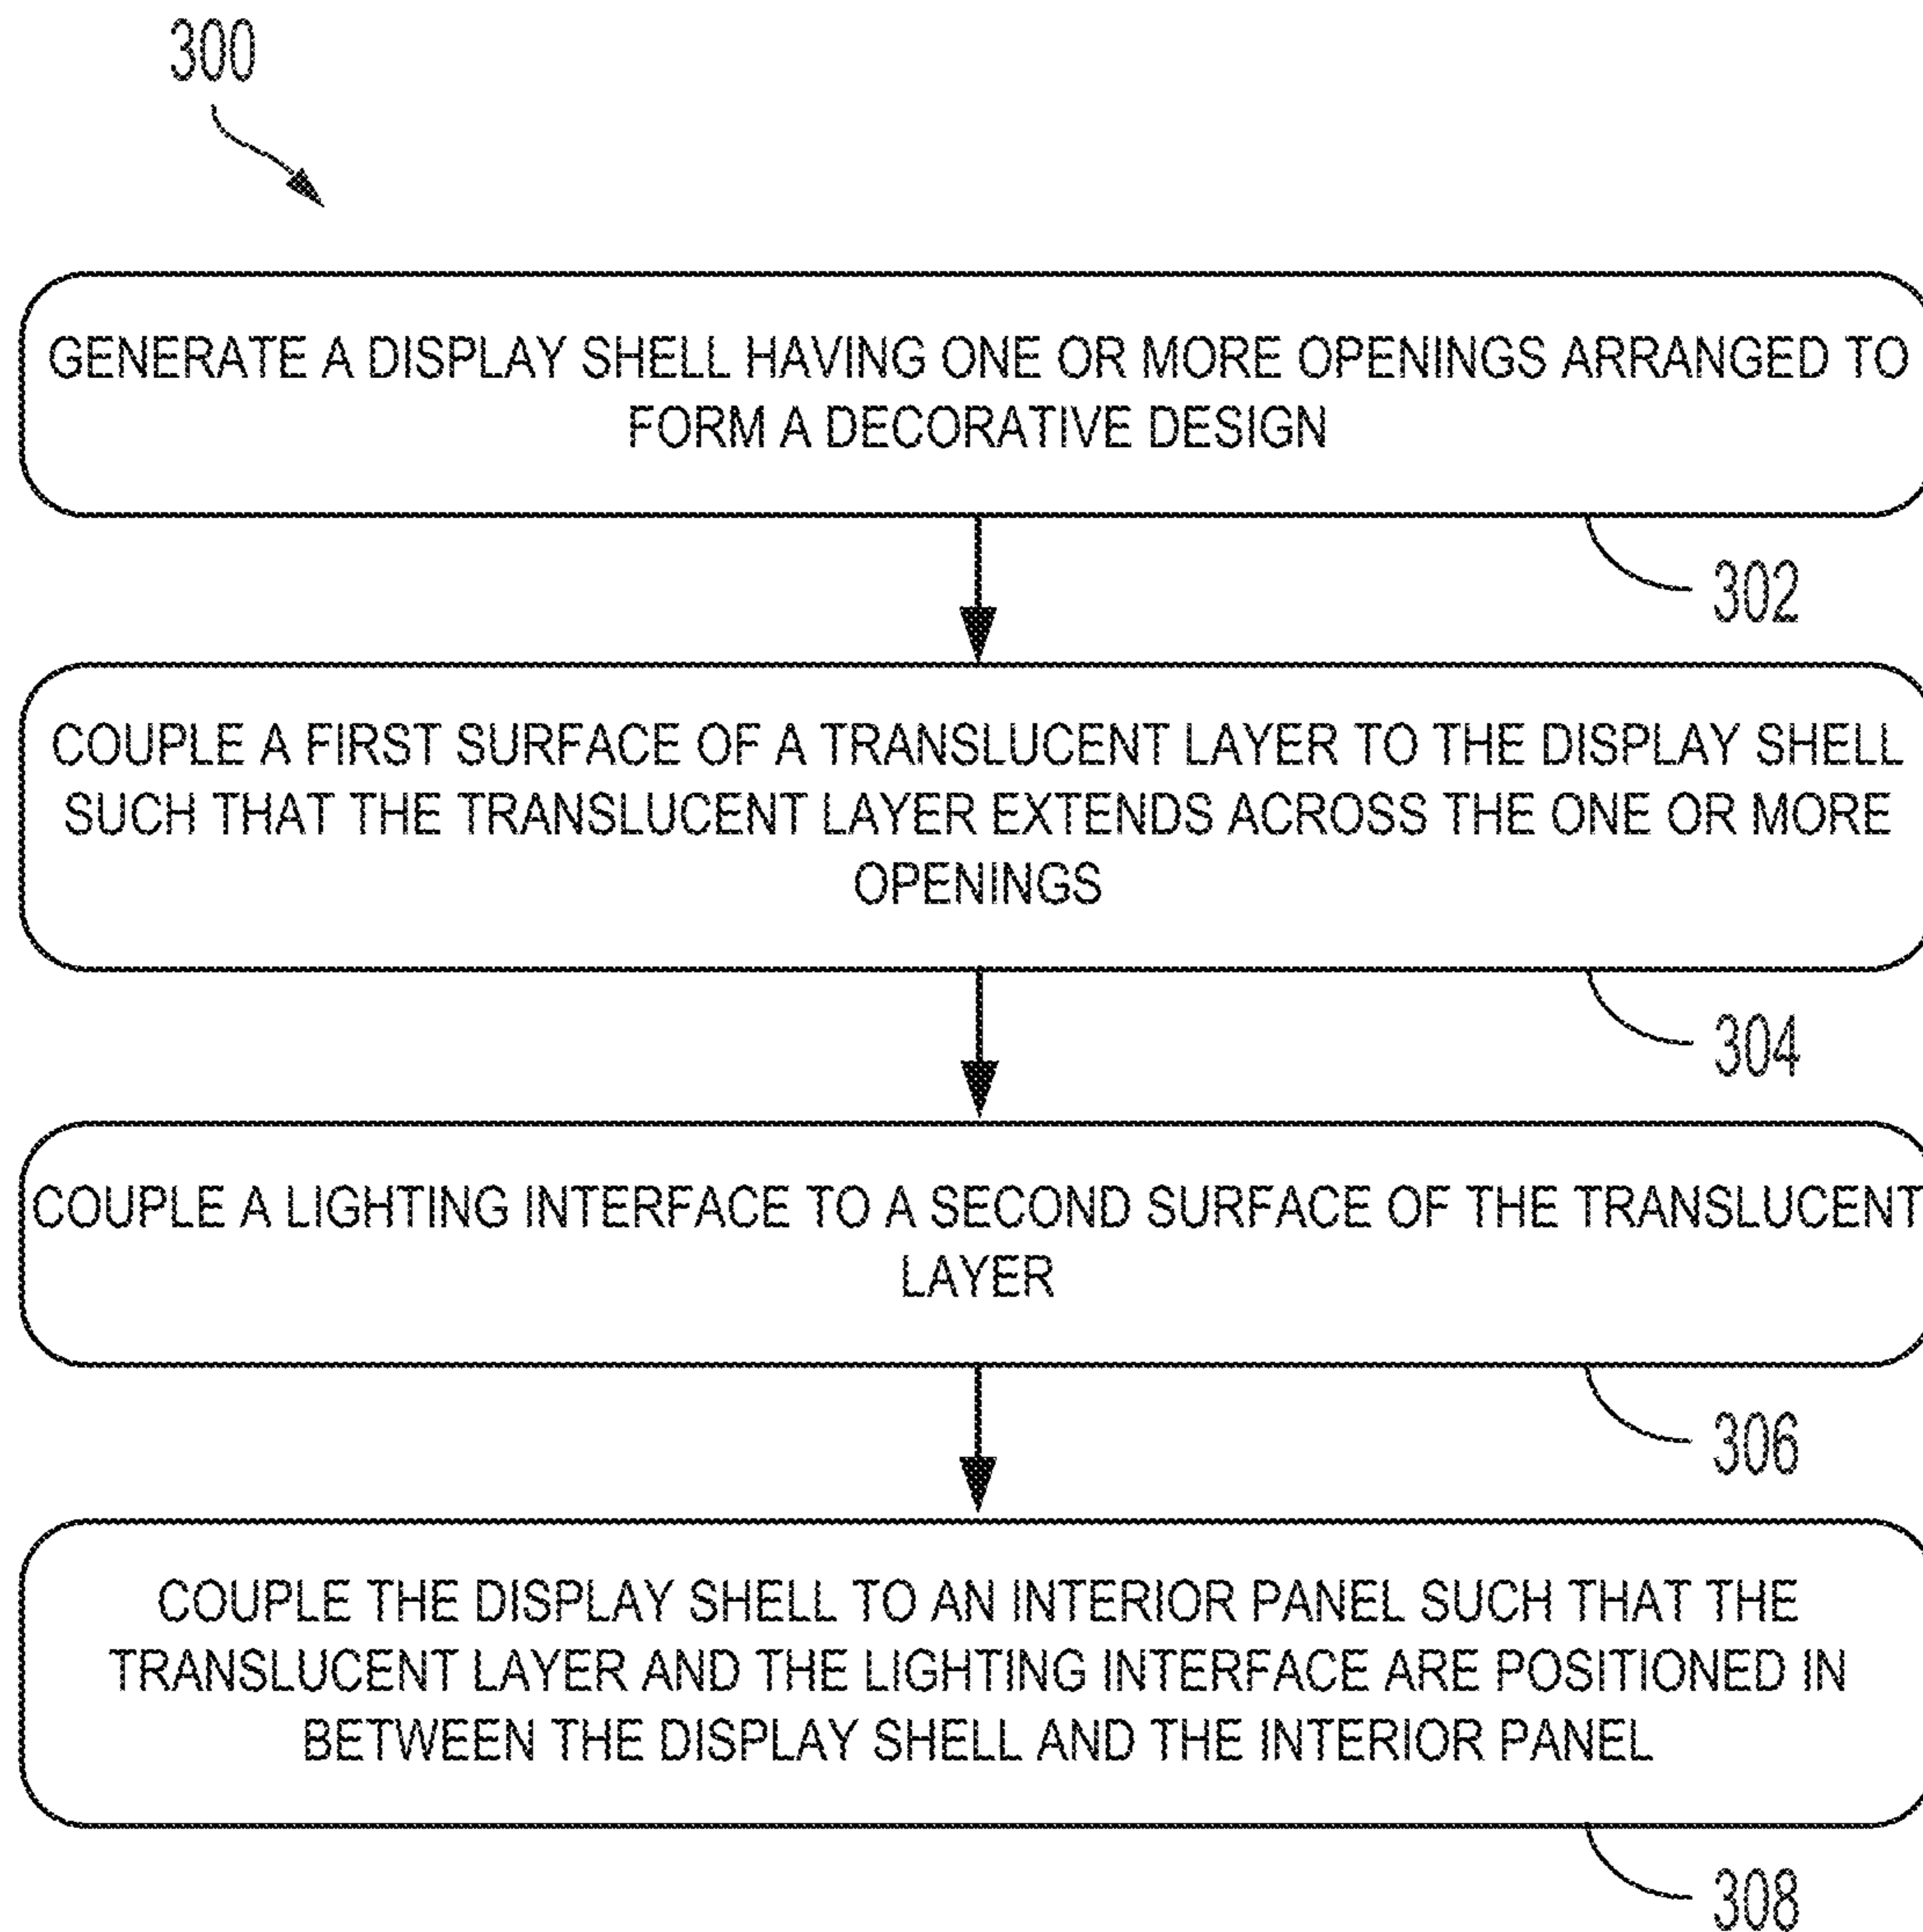 300
GENERATE A DISPLAY SHELL HAVING ONE OR MORE OPENINGS ARRANGED TO
FORM A DECORATIVE DESIGN
302
COUPLE A FIRST SURFACE OF A TRANSLUCENT LAYER TO THE DISPLAY SHELL
SUCH THAT THE TRANSLUCENT LAYER EXTENDS ACROSS THE ONE OR MORE
OPENINGS
304
COUPLE A LIGHTING INTERFACE TO A SECOND SURFACE OF THE TRANSLUCENT
LAYER
306
COUPLE THE DISPLAY SHELL TO AN INTERIOR PANEL SUCH THAT THE
TRANSLUCENT LAYER AND THE LIGHTING INTERFACE ARE POSITIONED IN
BETWEEN THE DISPLAY SHELL AND THE INTERIOR PANEL
308